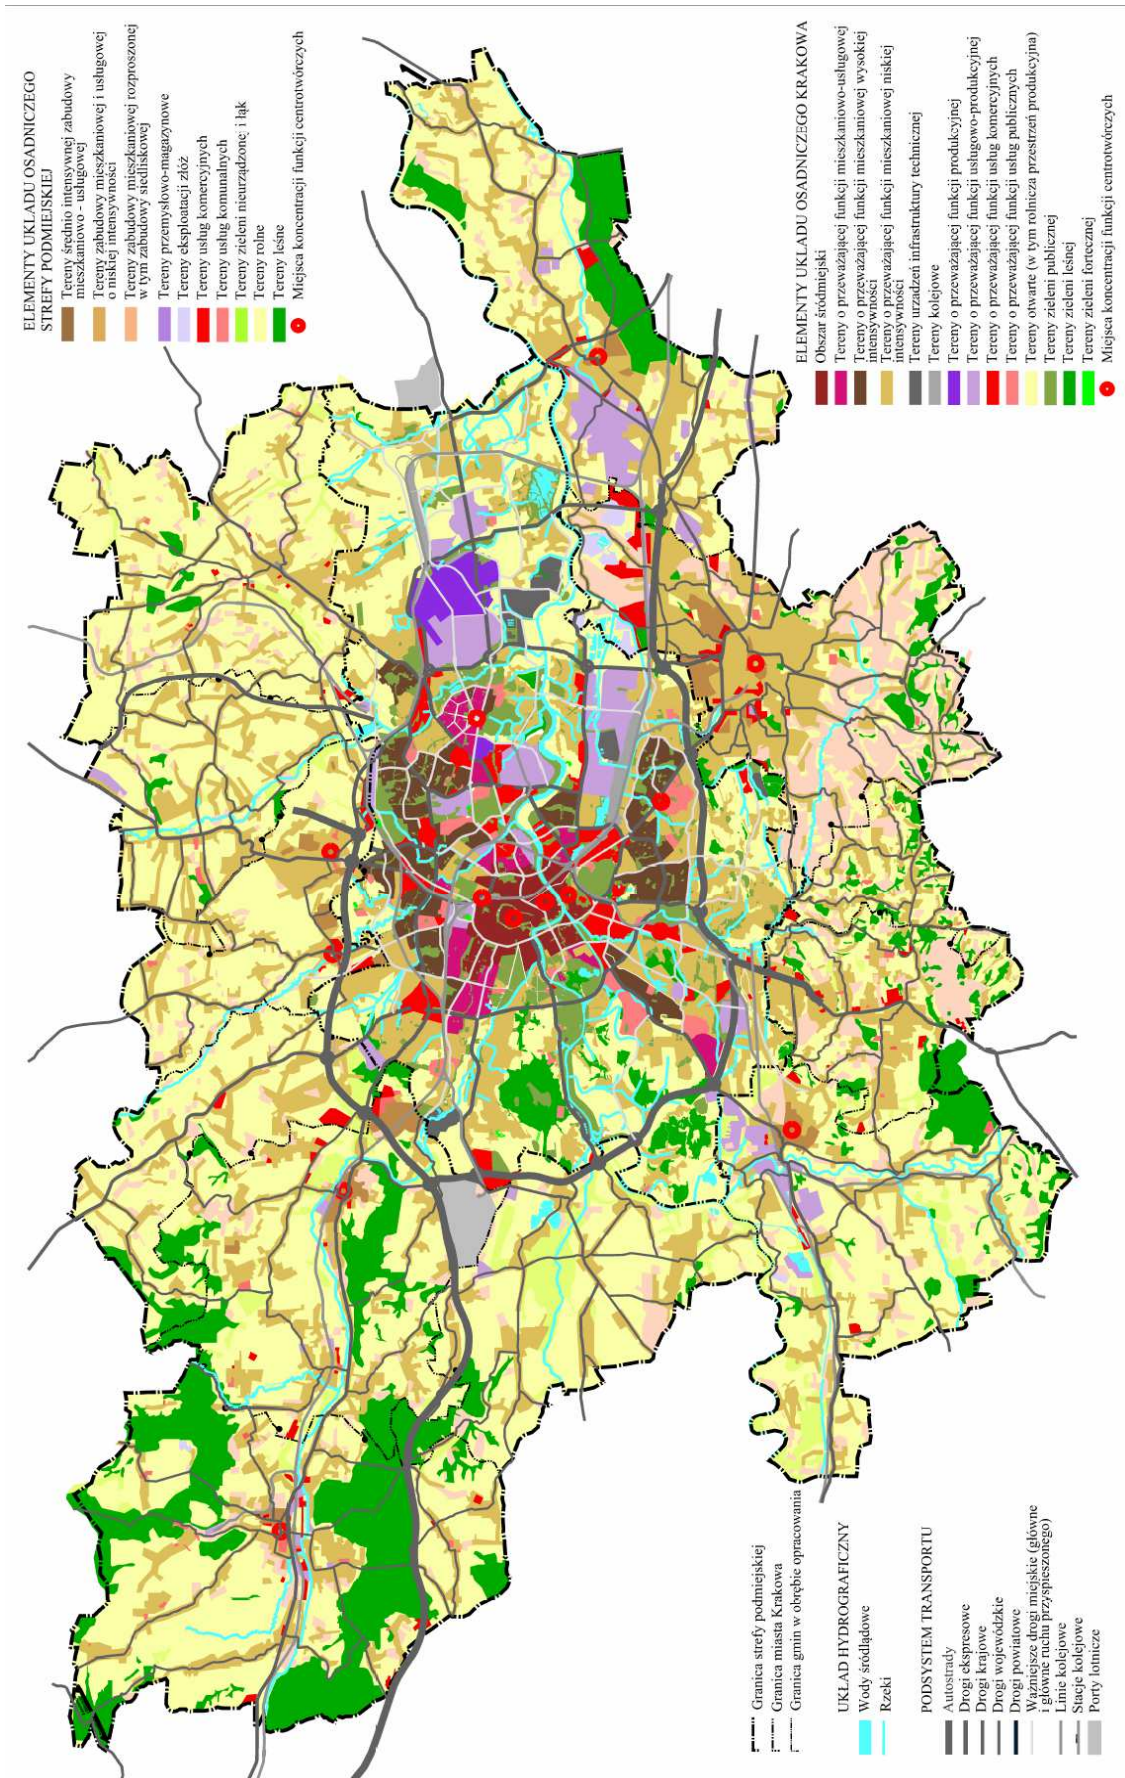 ELEMENTY UKŁADU OSADNICZEGO
STREFY PODMIEJSKIEJ
Tereny średnio intensywnej zabudowy
mieszkaniowo - usługowej
Tereny zabudowy mieszkaniowej i usługowej
o niskiej intensywności
Tereny zabudowy mieszkaniowej rozproszonej
w tym zabudowy siedliskowej
Tereny przemysłowo-magazynowe
Tereny eksploatacji złóż
Tereny usług komercyjnych
Tereny usług komunalnych
Tereny zieleni nieurządzonej i łąk
Tereny rolne
Tereny leśne
Miejsca koncentracji funkcji centrotwórczych
ELEMENTY UKŁADU OSADNICZEGO KRAKOWA
Obszar śródmiejski
Tereny o przeważającej funkcji mieszkaniowo-usługowej
Tereny o przeważającej funkcji mieszkaniowej wysokiej
intensywności
Tereny o przeważającej funkcji mieszkaniowej niskiej
intensywności
Tereny urządzeń infrastruktury technicznej
Tereny kolejowe
Tereny o przeważającej funkcji produkcyjnej
Tereny o przeważającej funkcji usługowo-produkcyjnej
Tereny o przeważającej funkcji usług komercyjnych
Tereny o przeważającej funkcji usług publicznych
Tereny otwarte (w tym rolnicza przestrzeń produkcyjna)
Tereny zieleni publicznej
Tereny zieleni leśnej
Tereny zieleni fortecznej
Miejsca koncentracji funkcji centrotwórczych
Granica strefy podmiejskiej
Granica miasta Krakowa
Granica gmin w obrębie opracowania
UKŁAD HYDROGRAFICZNY
Wody śródlądowe
Rzeki
PODSYSTEM TRANSPORTU
Autostrady
Drogi ekspresowe
Drogi krajowe
Drogi wojewódzkie
Drogi powiatowe
Ważniejsze drogi miejskie (główne
i główne ruchu przyspieszonego)
Linie kolejowe
Stacje kolejowe
Porty lotnicze